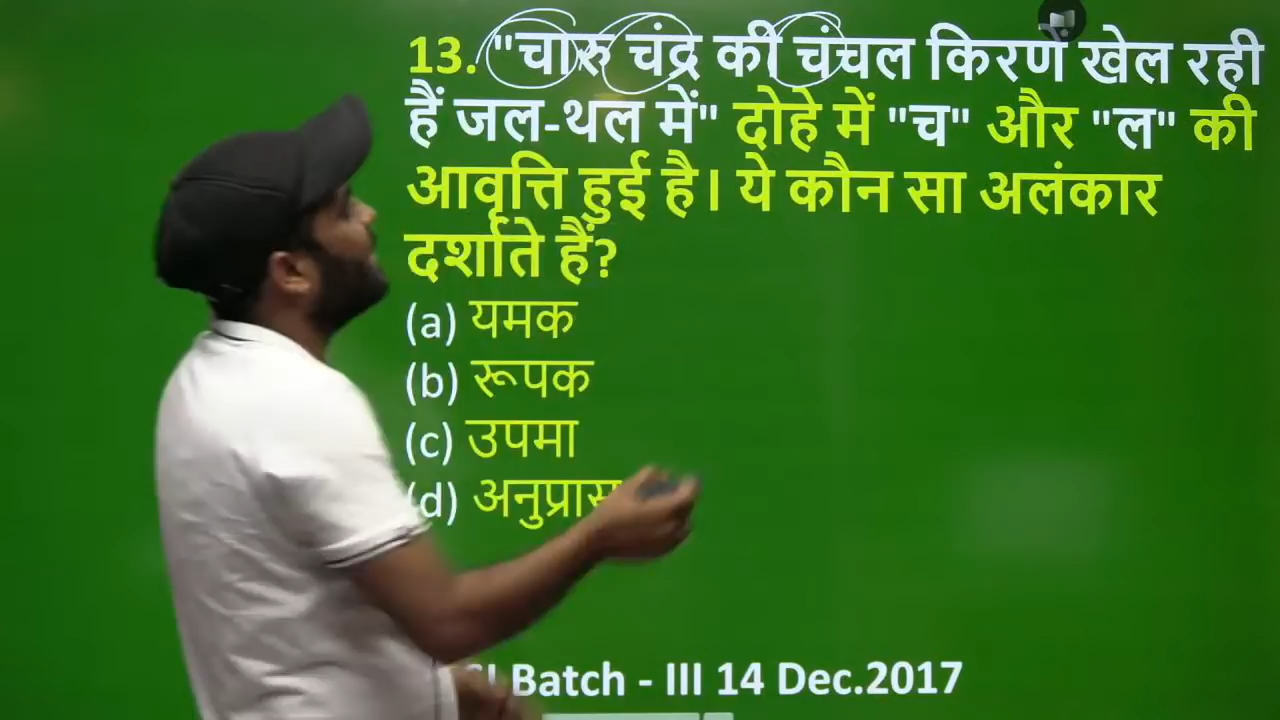 13. "चारु चंद्र की चंचल किरणें खेल रही
हैं जल-थल में" दोहे में "च" और "ल" की
आवृत्ति हुई है। ये कौन सा अलंकार
दर्शाते हैं?
(a) यमक
(b) रूपक
(c) उपमा
(d) अनुप्रास
Batch - III 14 Dec.2017